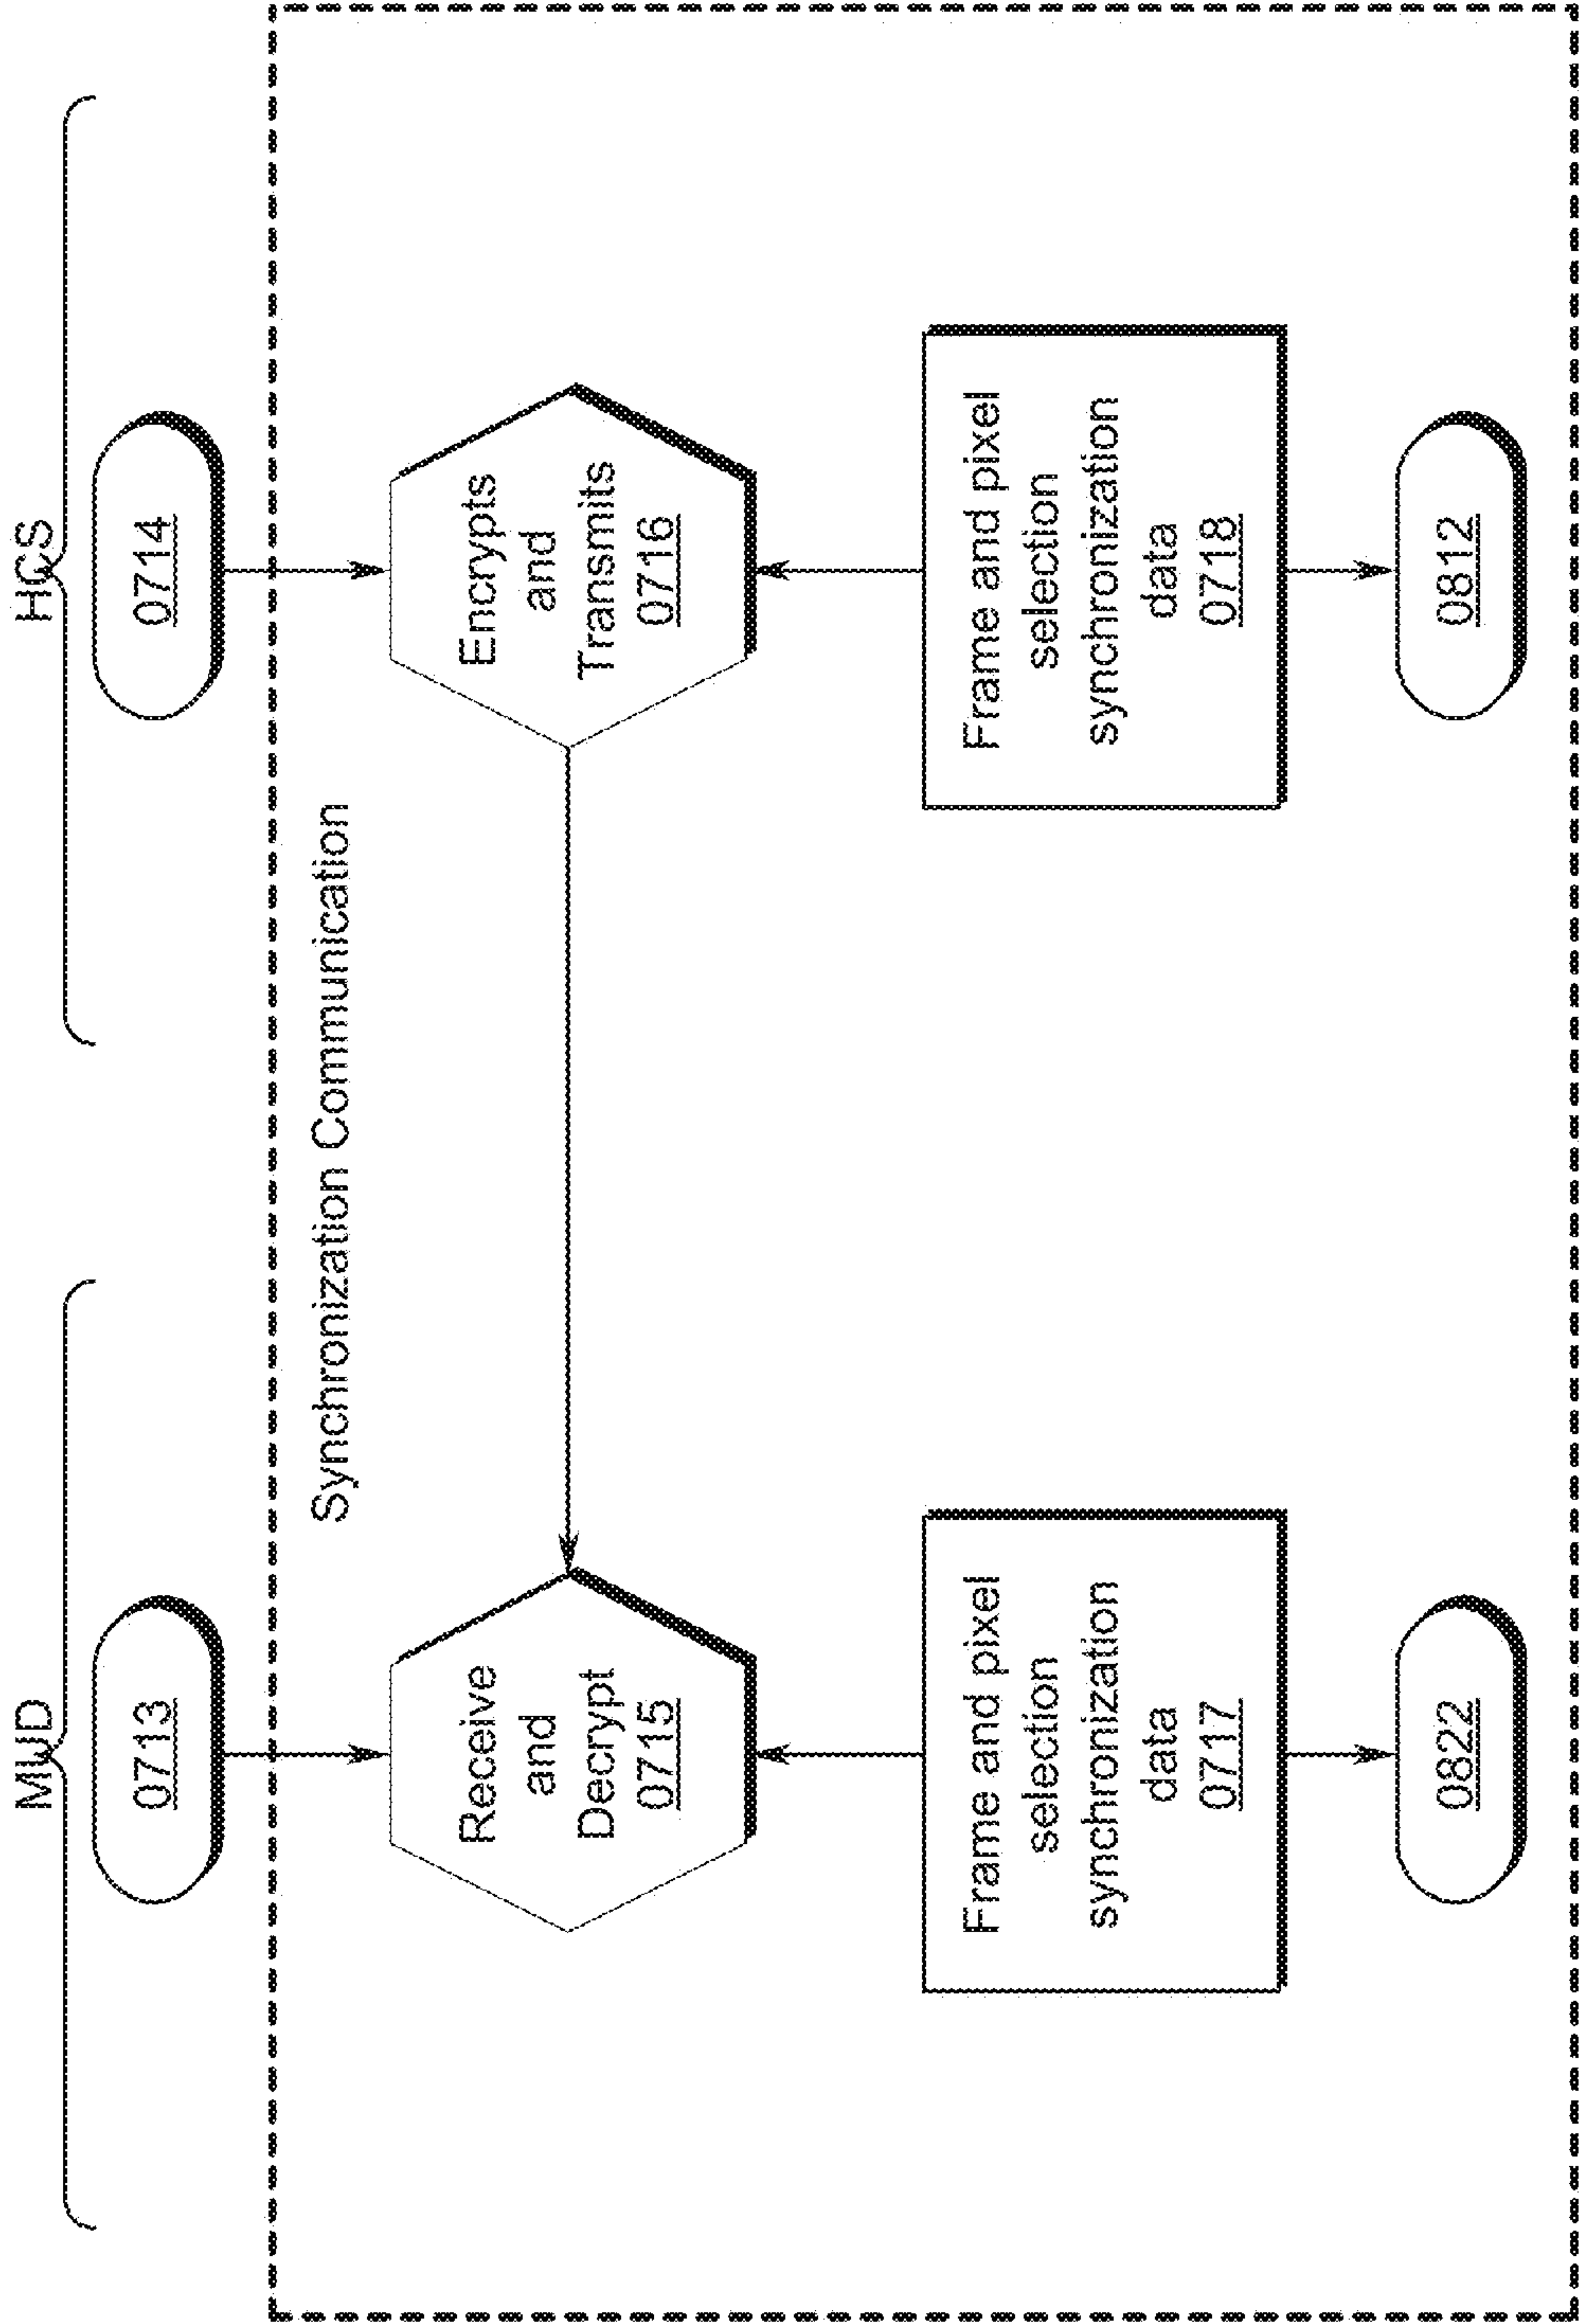 MUD
HCS
0713
0714
Synchronization Communication
Receive
and
Decrypt
0715
Encrypts
and
Transmits
0716
Frame and pixel
selection
synchronization
data
0717
Frame and pixel
selection
synchronization
data
0718
0822
0812